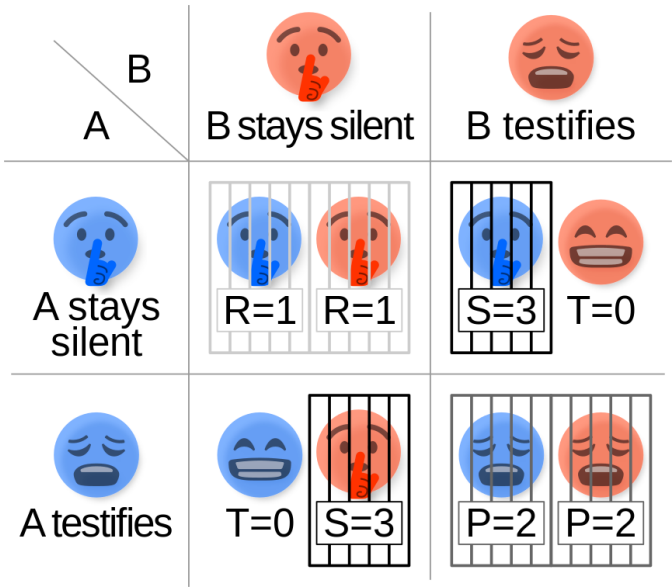 B
A
B stays silent
B testifies
A stays
silent
R=1
R=1
S=3
T=0
A testifies
T=0
S=3
P=2
P=2